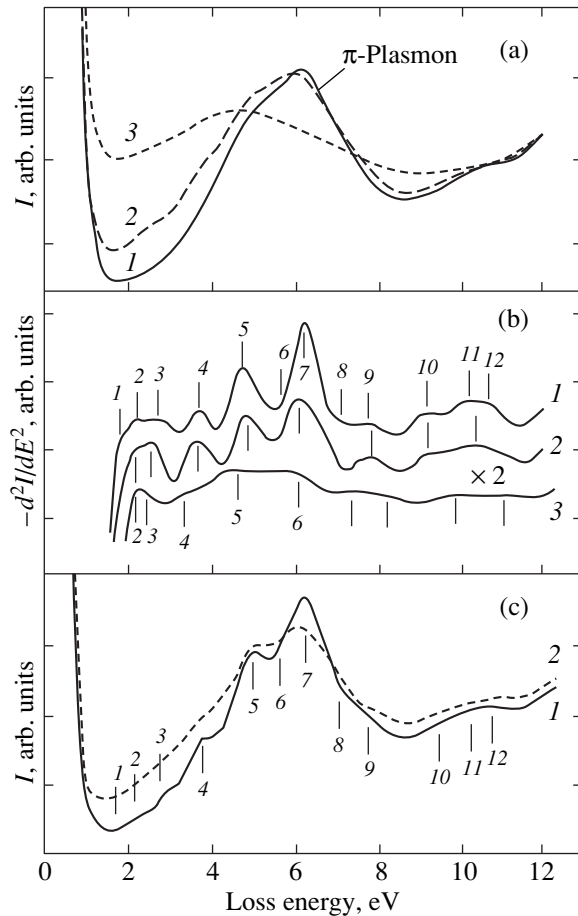 (a)
π-Plasmon
3
2
1
I, arb. units
(b)
1 2 3 4 5 6 7 8 9 10 11 12
1
2
× 2
3
2 3 4 5 6
–d²I/dE², arb. units
(c)
2
1
1 2 3 4 5 6 7 8 9 10 11 12
I, arb. units
0 2 4 6 8 10 12
Loss energy, eV